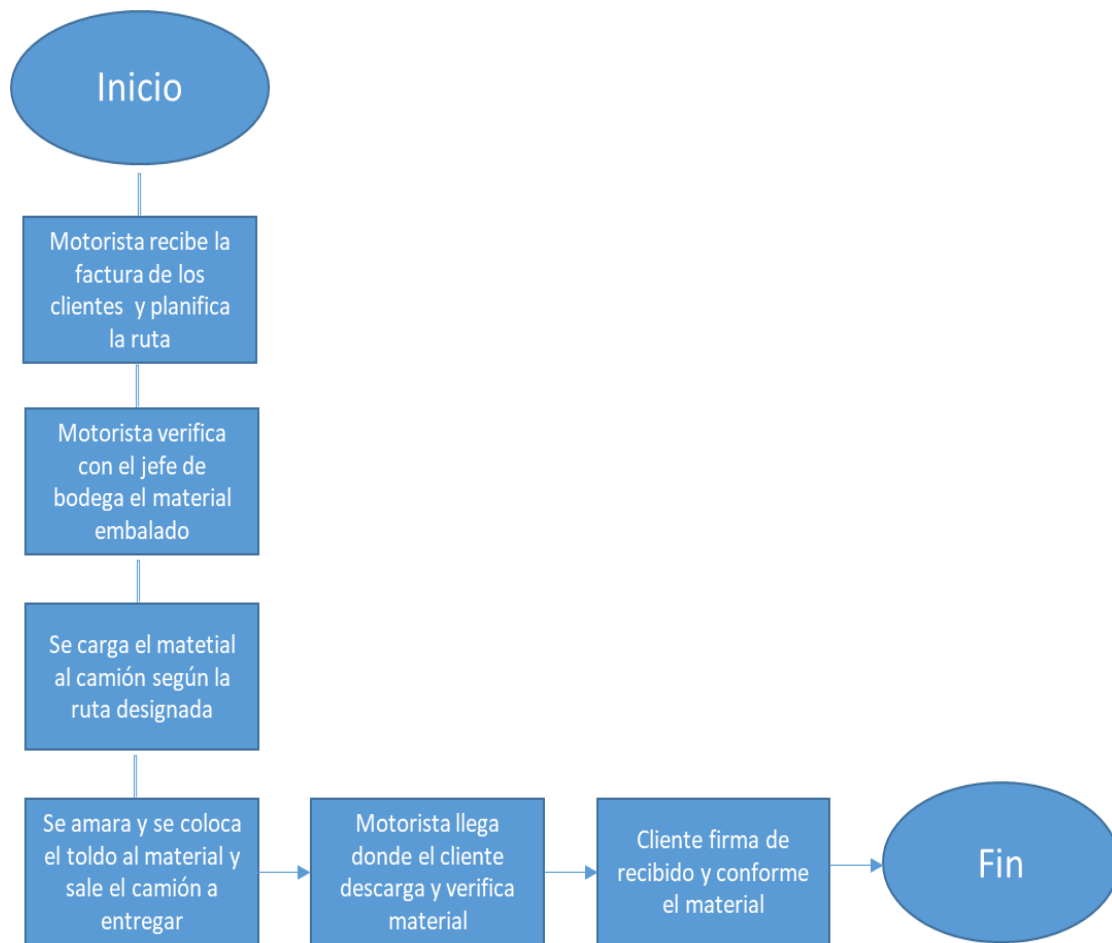 Inicio
Motorista recibe la
factura de los
clientes y planifica
la ruta
Motorista verifica
con el jefe de
bodega el material
embalado
Se carga el matetial
al camión según la
ruta designada
Se amara y se coloca
el toldo al material y
sale el camión a
entregar
Motorista llega
donde el cliente
descarga y verifica
material
Cliente firma de
recibido y conforme
el material
Fin